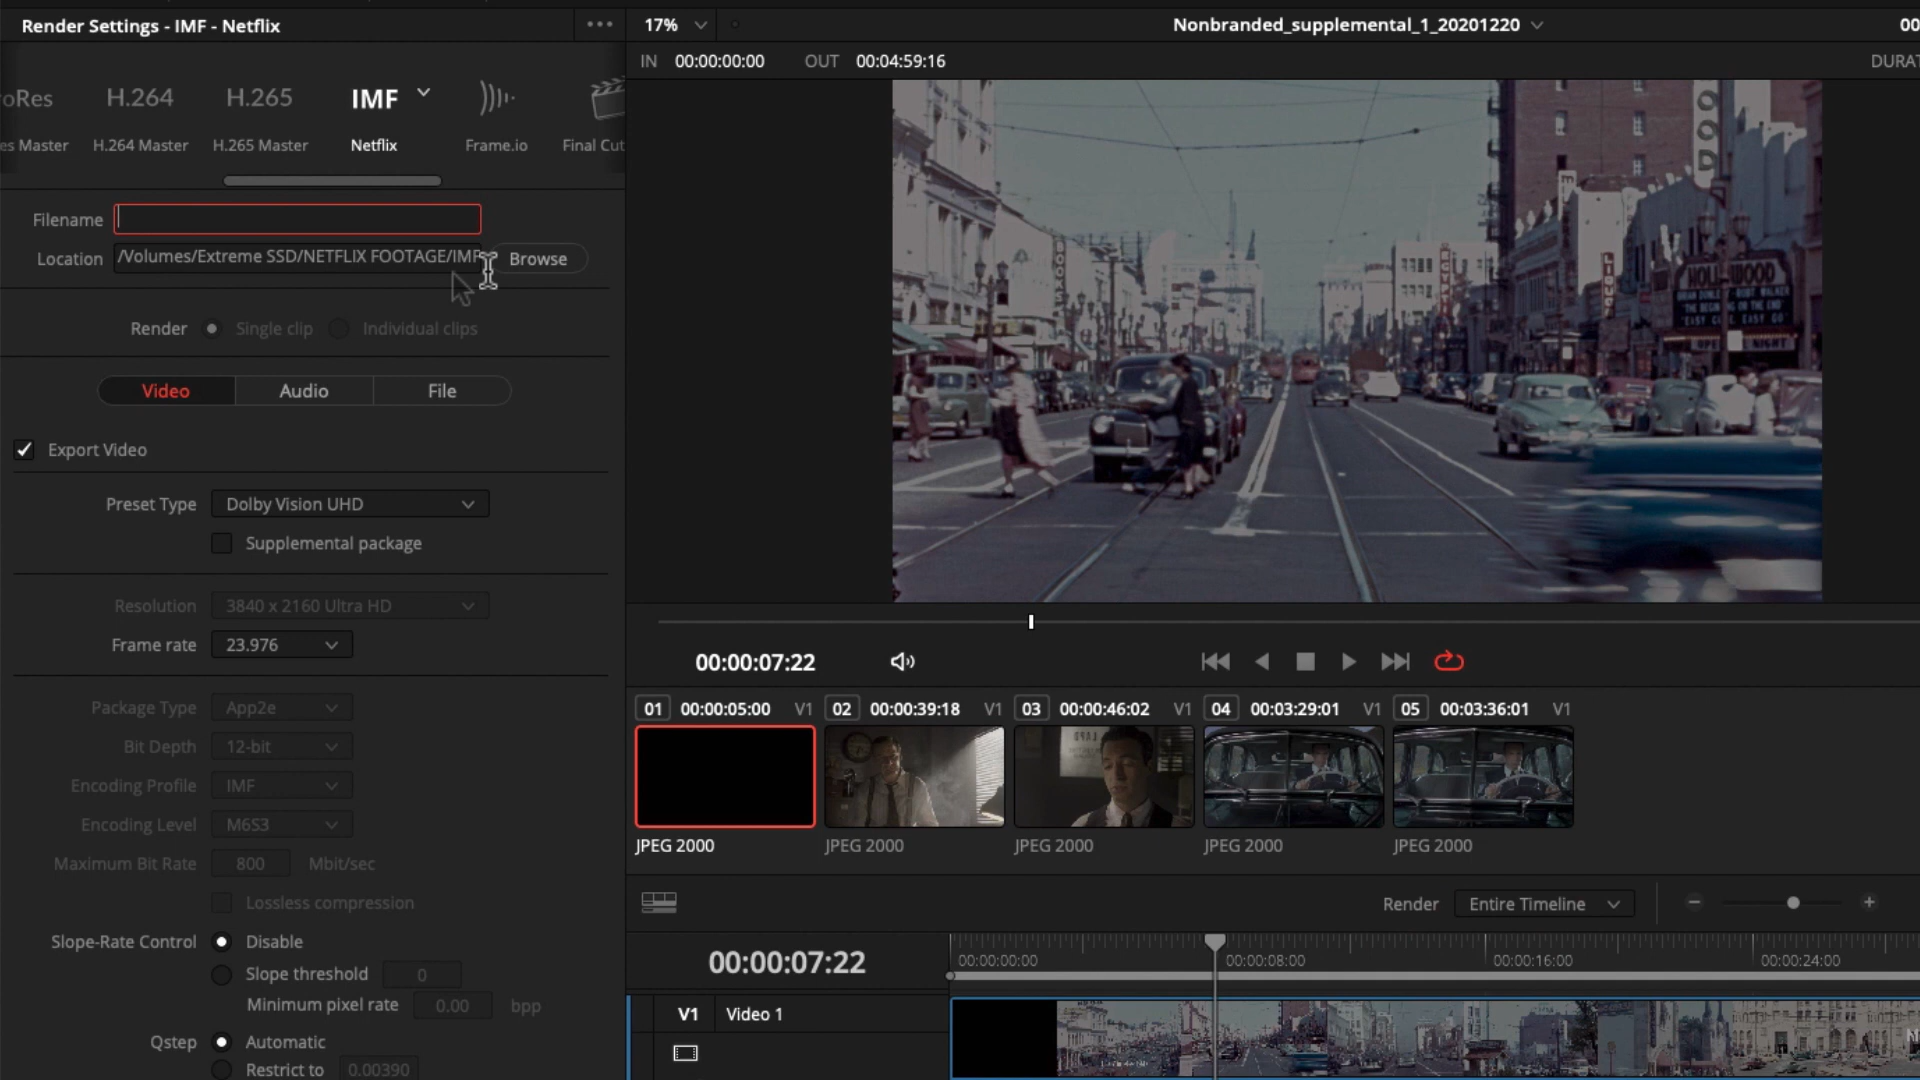 Render Settings - IMF - Netflix
17%
Nonbranded_supplemental_1_20201220
00
IN 00:00:00:00 OUT 00:04:59:16
DURAT
oRes
es Master
H.264
H.264 Master
H.265
H.265 Master
IMF
Netflix
Frame.io
Final Cut
Filename
Location /Volumes/Extreme SSD/NETFLIX FOOTAGE/IMF Browse
Render Single clip Individual clips
Video Audio File
Export Video
Preset Type Dolby Vision UHD
Supplemental package
Resolution 3840 x 2160 Ultra HD
Frame rate 23.976
Package Type App2e
Bit Depth 12-bit
Encoding Profile IMF
Encoding Level M6S3
Maximum Bit Rate 800 Mbit/sec
Lossless compression
Slope-Rate Control Disable
Slope threshold 0
Minimum pixel rate 0.00 bpp
Qstep Automatic
Restrict to 0.00390
OOD
BOOKS
HOLLYWOOD
"EASY COME, EASY GO"
00:00:07:22
01 00:00:05:00 V1
JPEG 2000
02 00:00:39:18 V1
JPEG 2000
03 00:00:46:02 V1
JPEG 2000
04 00:03:29:01 V1
JPEG 2000
05 00:03:36:01 V1
JPEG 2000
Render Entire Timeline
00:00:07:22
00:00:00:00 00:00:08:00 00:00:16:00 00:00:24:00
V1 Video 1